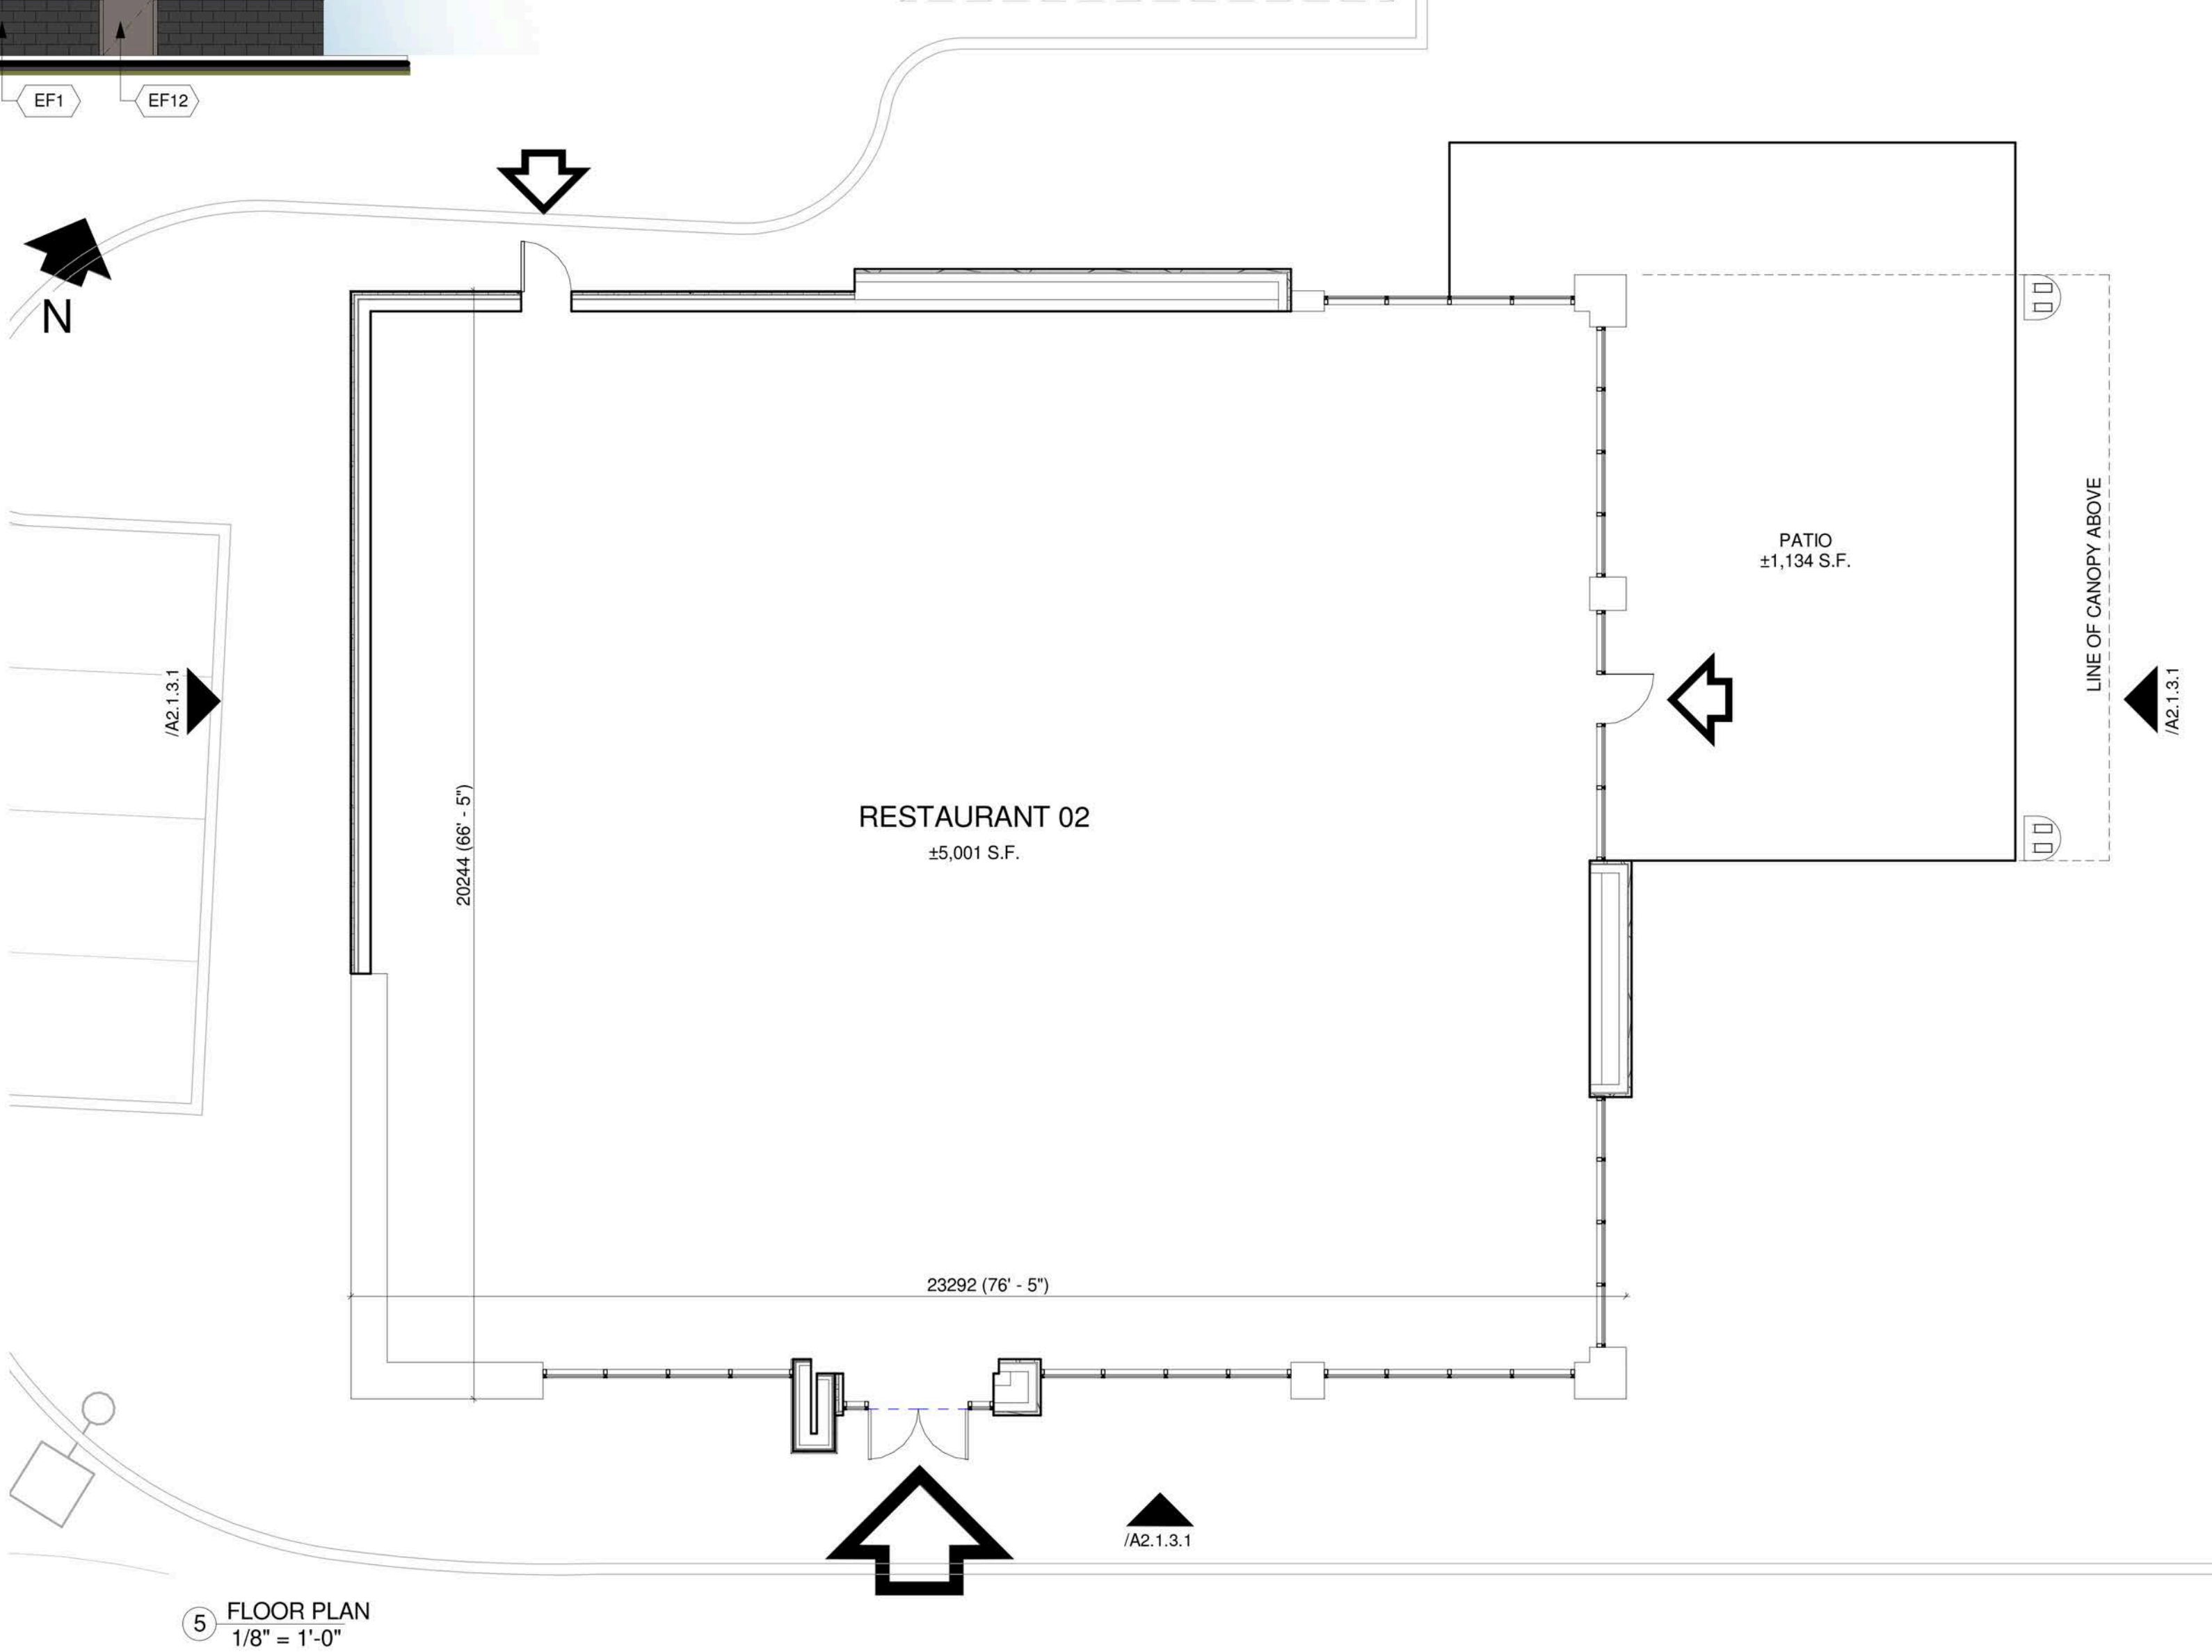 EF1
EF12
N
PATIO
±1,134 S.F.
LINE OF CANOPY ABOVE
/A2.1.3.1
/A2.1.3.1
20244 (66' - 5")
RESTAURANT 02
±5,001 S.F.
23292 (76' - 5")
/A2.1.3.1
5
FLOOR PLAN
1/8" = 1'-0"